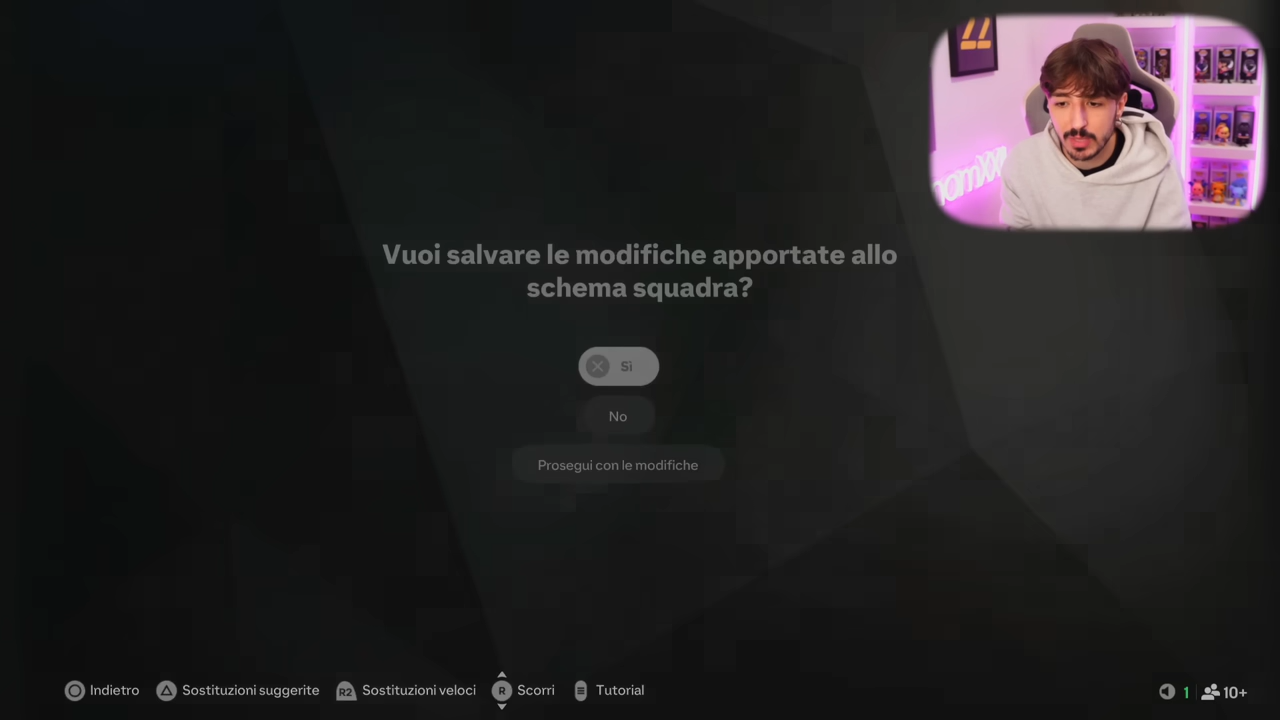 Vuoi salvare le modifiche apportate allo
schema squadra?
Sì
No
Prosegui con le modifiche
Indietro
Sostituzioni suggerite
R2 Sostituzioni veloci
R Scorri
Tutorial
1
10+